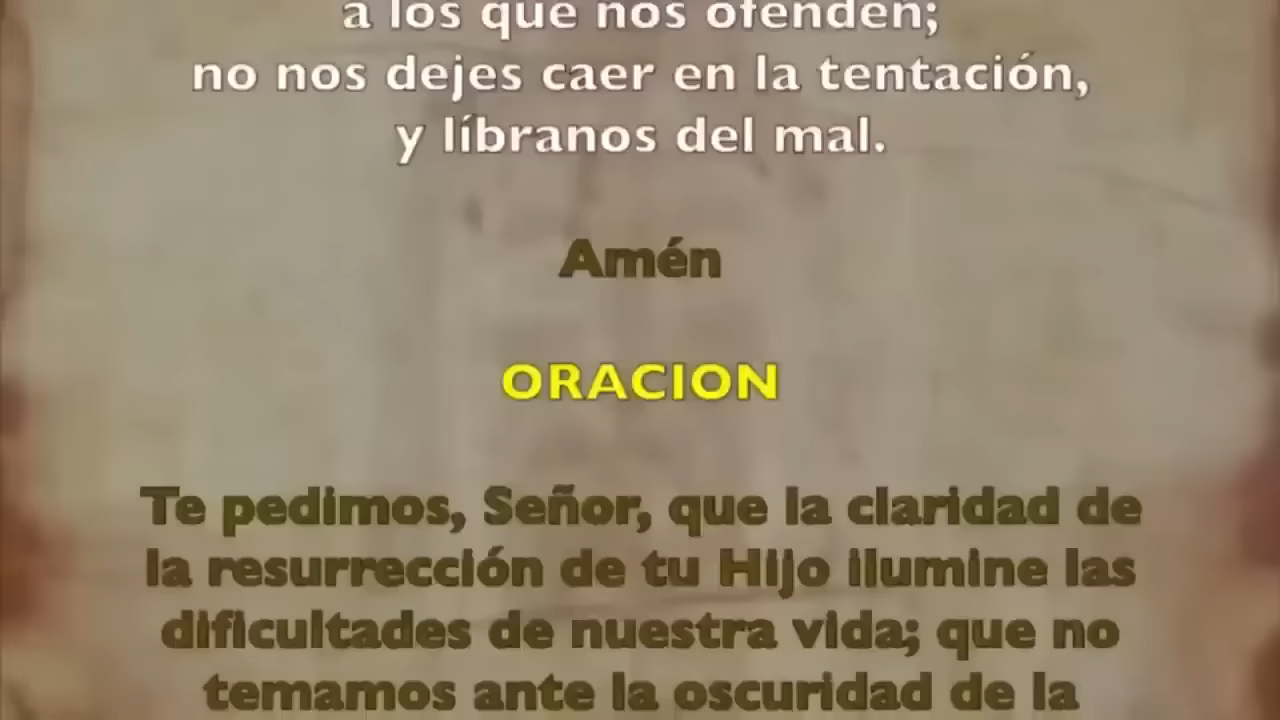 a los que nos ofenden;
no nos dejes caer en la tentación,
y líbranos del mal.
Amén
ORACION
Te pedimos, Señor, que la claridad de
la resurrección de tu Hijo ilumine las
dificultades de nuestra vida; que no
temamos ante la oscuridad de la